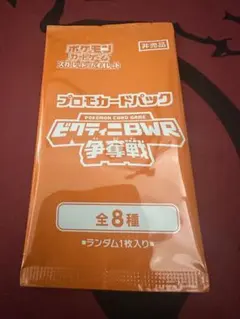 ポケモン
カードゲーム
スカーレット&バイオレット
非売品
プロモカードパック
POKÉMON CARD GAME
ビクティニBWR
争奪戦
全8種
※ランダム1枚入り※